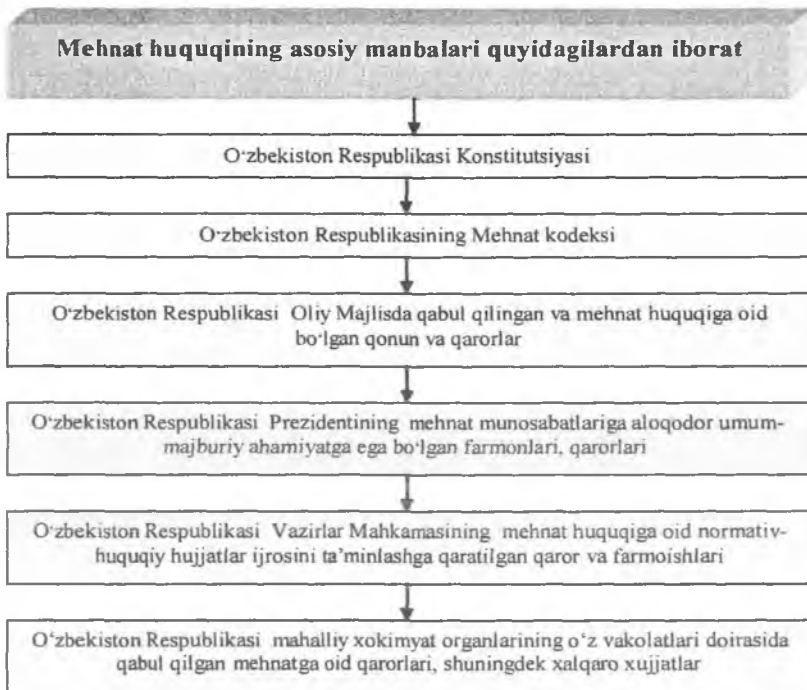 Mehnat huquqining asosiy manbalari quyidagilardan iborat
O‘zbekiston Respublikasi Konstitutsiyasi
O‘zbekiston Respublikasining Mehnat kodeksi
O‘zbekiston Respublikasi Oliy Majlisda qabul qilingan va mehnat huquqiga oid
bo‘lgan qonun va qarorlar
O‘zbekiston Respublikasi Prezidentining mehnat munosabatlariga aloqodor umum-
majburiy ahamiyatga ega bo‘lgan farmonlari, qarorlari
O‘zbekiston Respublikasi Vazirlar Mahkamasining mehnat huquqiga oid normativ-
huquqiy hujjatlar ijrosini ta’minlashga qaratilgan qaror va farmoishlari
O‘zbekiston Respublikasi mahalliy xokimyat organlarining o‘z vakolatlari doirasida
qabul qilgan mehnatga oid qarorlari, shuningdek xalqaro xujjatlar